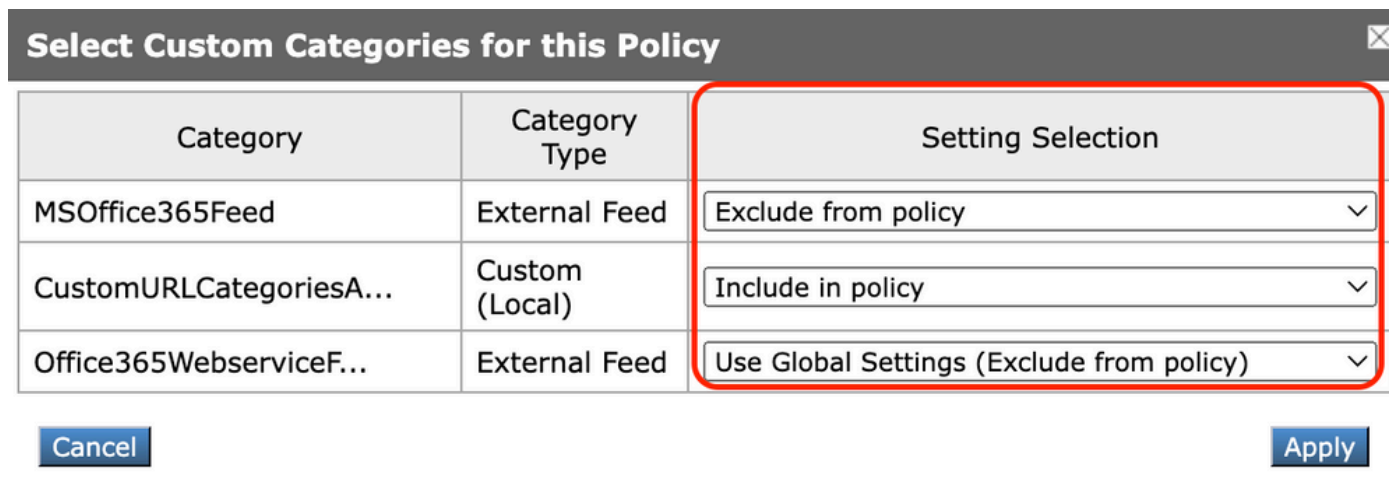 Select Custom Categories for this Policy
Category
Category
Type
Setting Selection
MSOffice365Feed
External Feed
Exclude from policy
CustomURLCategoriesA...
Custom
(Local)
Include in policy
Office365WebserviceF...
External Feed
Use Global Settings (Exclude from policy)
Cancel
Apply